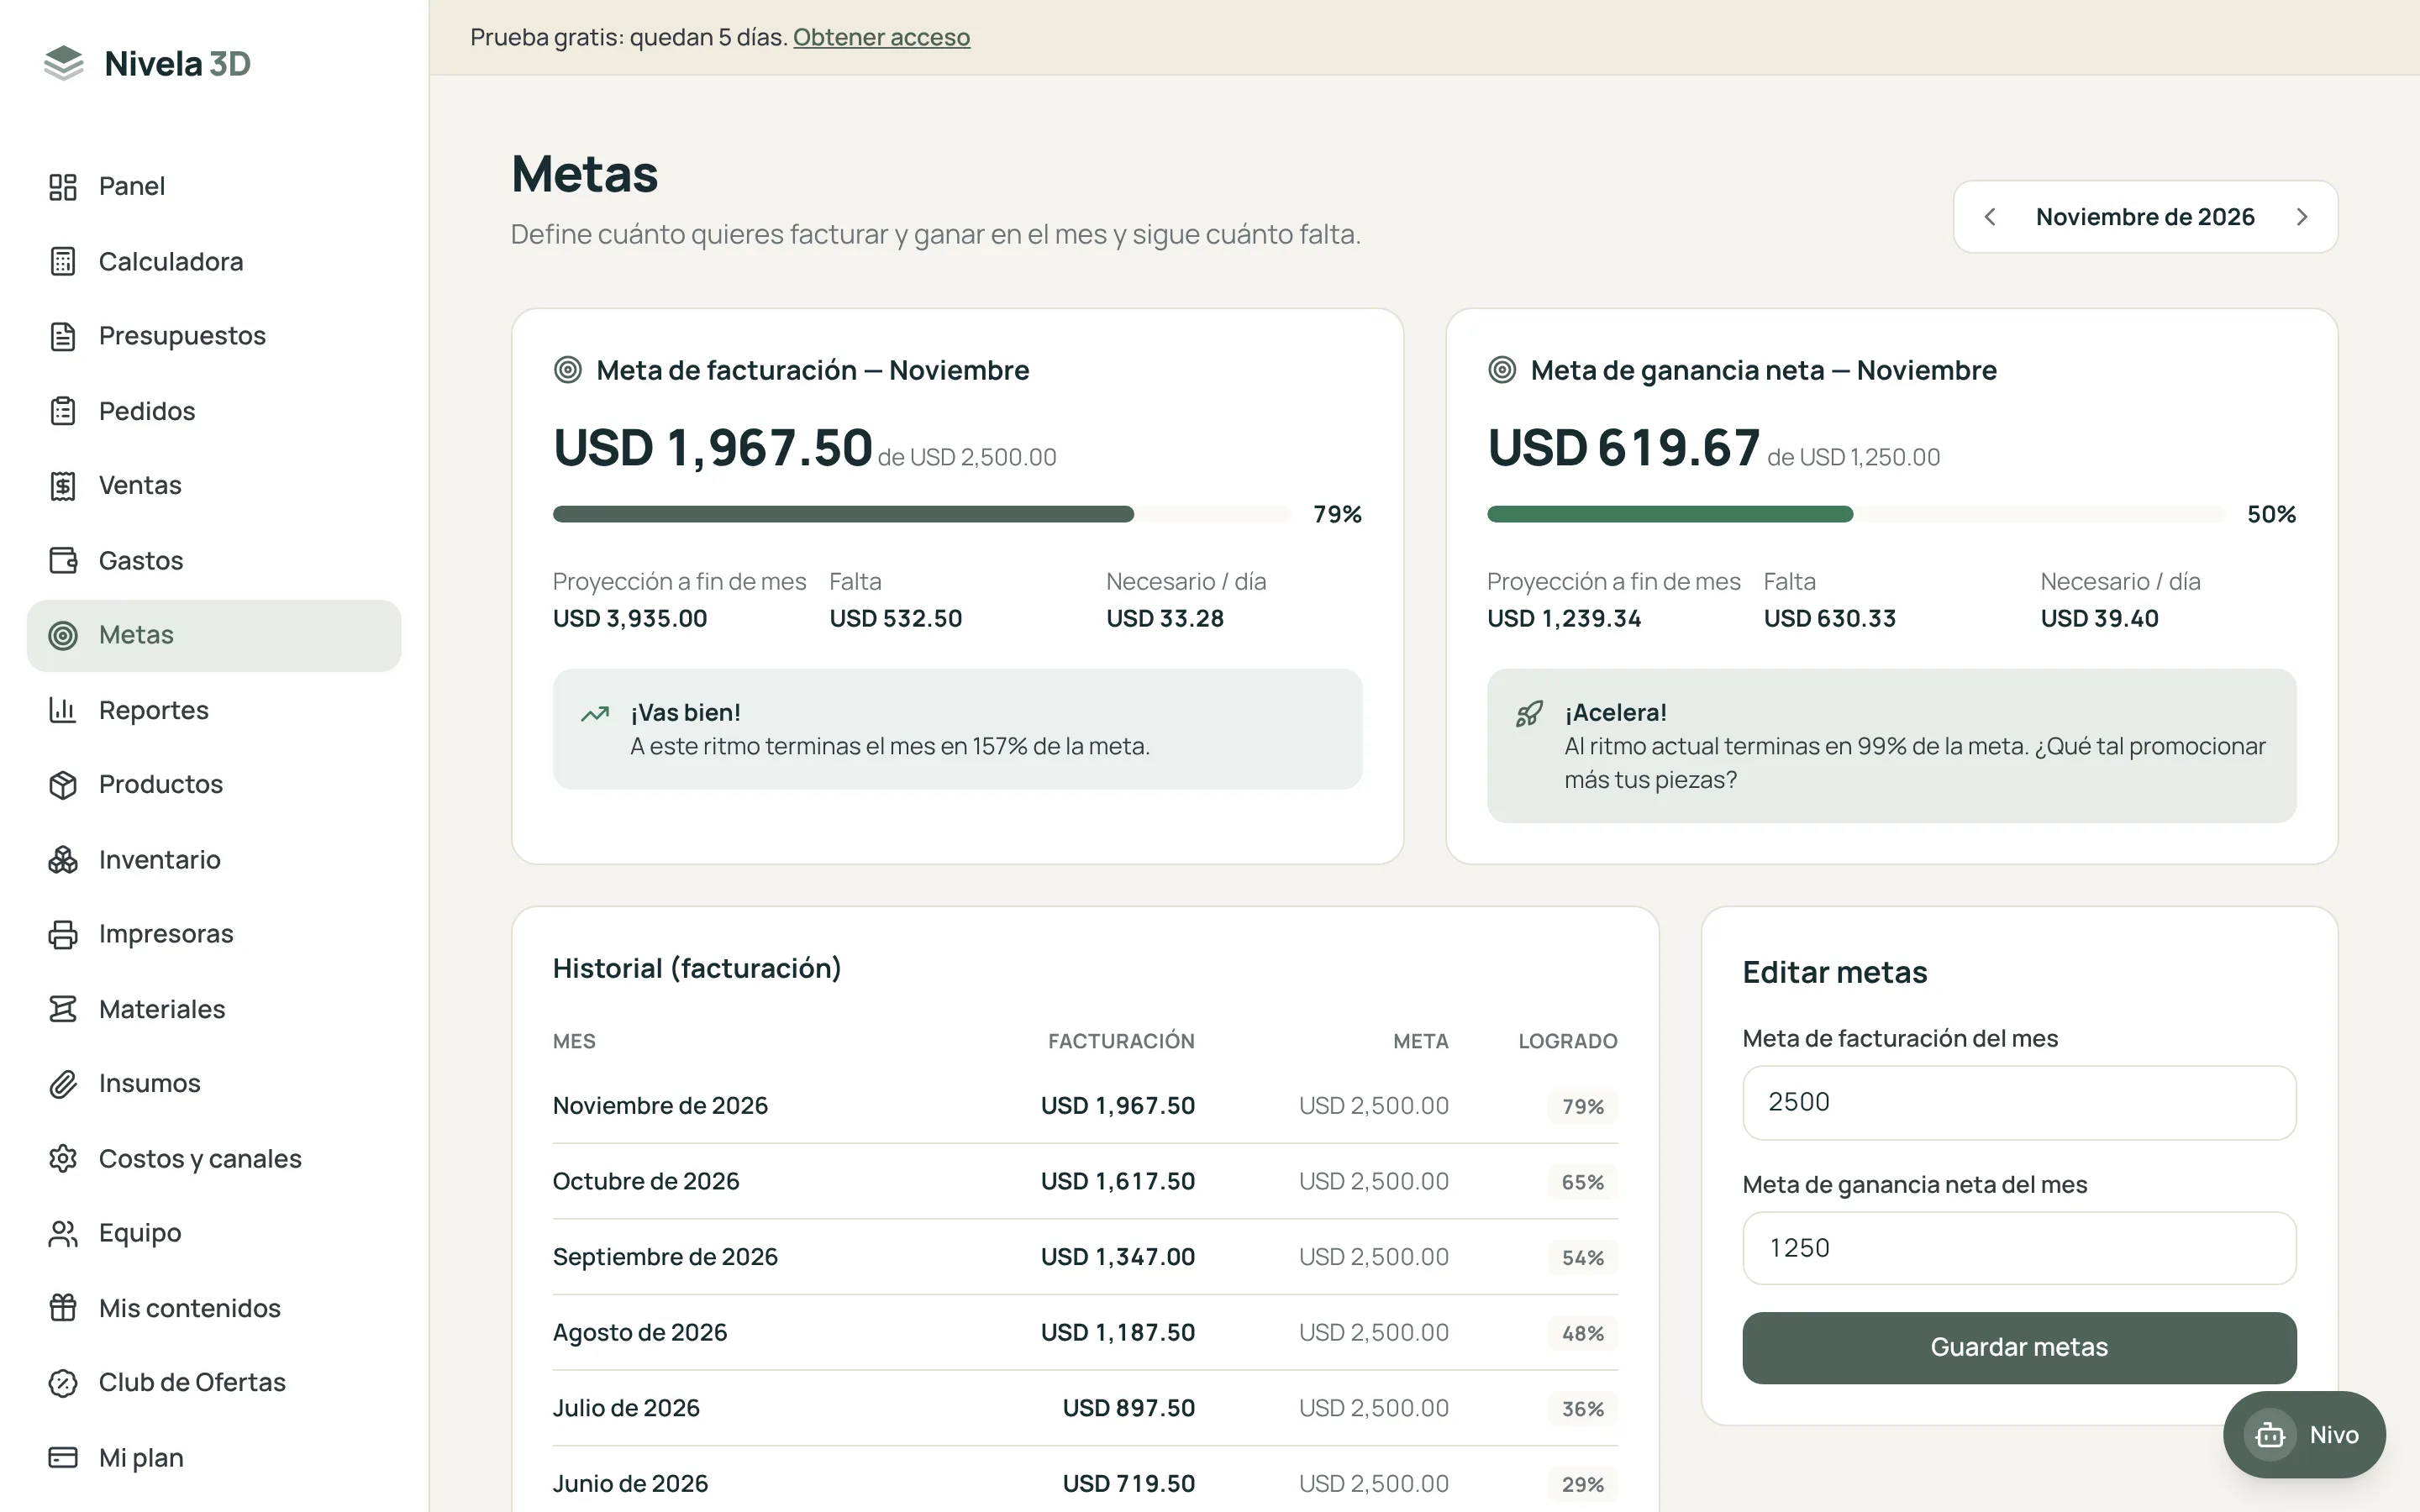 Nivela 3D
Panel
Calculadora
Presupuestos
Pedidos
Ventas
Gastos
Metas
Reportes
Productos
Inventario
Impresoras
Materiales
Insumos
Costos y canales
Equipo
Mis contenidos
Club de Ofertas
Mi plan
Prueba gratis: quedan 5 días. Obtener acceso
Metas
Define cuánto quieres facturar y ganar en el mes y sigue cuánto falta.
Noviembre de 2026
Meta de facturación — Noviembre
USD 1,967.50 de USD 2,500.00
79%
Proyección a fin de mes Falta Necesario / día
USD 3,935.00 USD 532.50 USD 33.28
¡Vas bien!
A este ritmo terminas el mes en 157% de la meta.
Meta de ganancia neta — Noviembre
USD 619.67 de USD 1,250.00
50%
Proyección a fin de mes Falta Necesario / día
USD 1,239.34 USD 630.33 USD 39.40
¡Acelera!
Al ritmo actual terminas en 99% de la meta. ¿Qué tal promocionar
más tus piezas?
Historial (facturación)
MES FACTURACIÓN META LOGRADO
Noviembre de 2026 USD 1,967.50 USD 2,500.00 79%
Octubre de 2026 USD 1,617.50 USD 2,500.00 65%
Septiembre de 2026 USD 1,347.00 USD 2,500.00 54%
Agosto de 2026 USD 1,187.50 USD 2,500.00 48%
Julio de 2026 USD 897.50 USD 2,500.00 36%
Junio de 2026 USD 719.50 USD 2,500.00 29%
Editar metas
Meta de facturación del mes
2500
Meta de ganancia neta del mes
1250
Guardar metas
Nivo